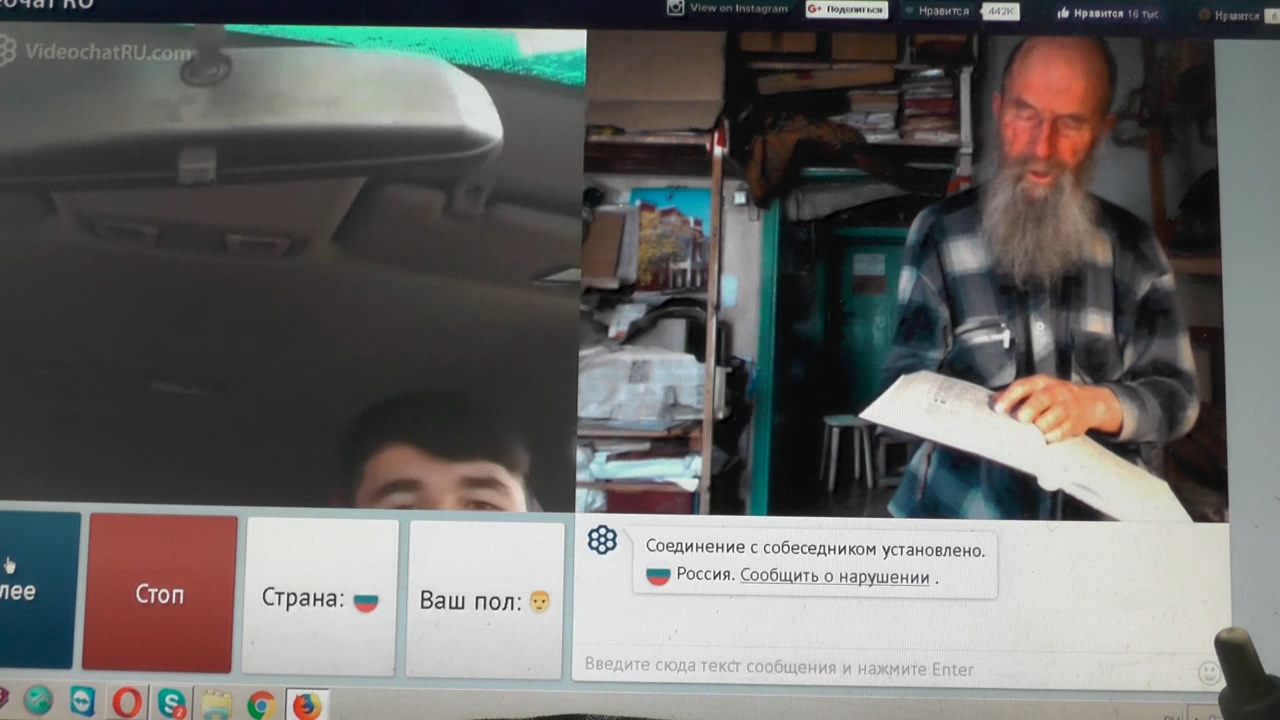 View on Instagram
Поделиться
Нравится
442K
Нравится 16 тыс.
Нравится
VideochatRU.com
Соединение с собеседником установлено.
Россия. Сообщить о нарушении .
Стоп
Страна:
Ваш пол:
Введите сюда текст сообщения и нажмите Enter